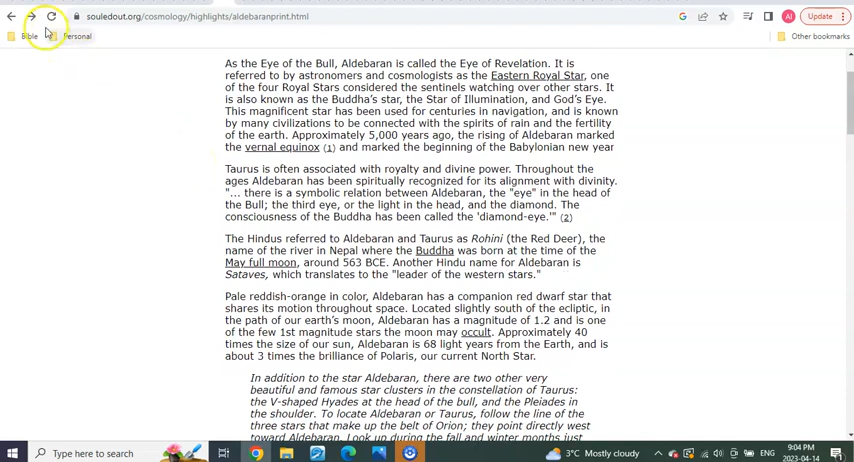 souledout.org/cosmology/highlights/aldebaranprint.html
AI
Update
Bible
Personal
Other bookmarks
As the Eye of the Bull, Aldebaran is called the Eye of Revelation. It is
referred to by astronomers and cosmologists as the Eastern Royal Star, one
of the four Royal Stars considered the sentinels watching over other stars. It
is also known as the Buddha's star, the Star of Illumination, and God's Eye.
This magnificent star has been used for centuries in navigation, and is known
by many civilizations to be connected with the spirits of rain and the fertility
of the earth. Approximately 5,000 years ago, the rising of Aldebaran marked
the vernal equinox (1) and marked the beginning of the Babylonian new year
Taurus is often associated with royalty and divine power. Throughout the
ages Aldebaran has been spiritually recognized for its alignment with divinity.
"... there is a symbolic relation between Aldebaran, the "eye" in the head of
the Bull; the third eye, or the light in the head, and the diamond. The
consciousness of the Buddha has been called the 'diamond-eye.'" (2)
The Hindus referred to Aldebaran and Taurus as Rohini (the Red Deer), the
name of the river in Nepal where the Buddha was born at the time of the
May full moon, around 563 BCE. Another Hindu name for Aldebaran is
Sataves, which translates to the "leader of the western stars."
Pale reddish-orange in color, Aldebaran has a companion red dwarf star that
shares its motion throughout space. Located slightly south of the ecliptic, in
the path of our earth's moon, Aldebaran has a magnitude of 1.2 and is one
of the few 1st magnitude stars the moon may occult. Approximately 40
times the size of our sun, Aldebaran is 68 light years from the Earth, and is
about 3 times the brilliance of Polaris, our current North Star.
In addition to the star Aldebaran, there are two other very
beautiful and famous star clusters in the constellation of Taurus:
the V-shaped Hyades at the head of the bull, and the Pleiades in
the shoulder. To locate Aldebaran or Taurus, follow the line of the
three stars that make up the belt of Orion; they point directly west
toward Aldebaran. Look up during the fall and winter months just
Type here to search
3°C Mostly cloudy
ENG
9:04 PM
2023-04-14